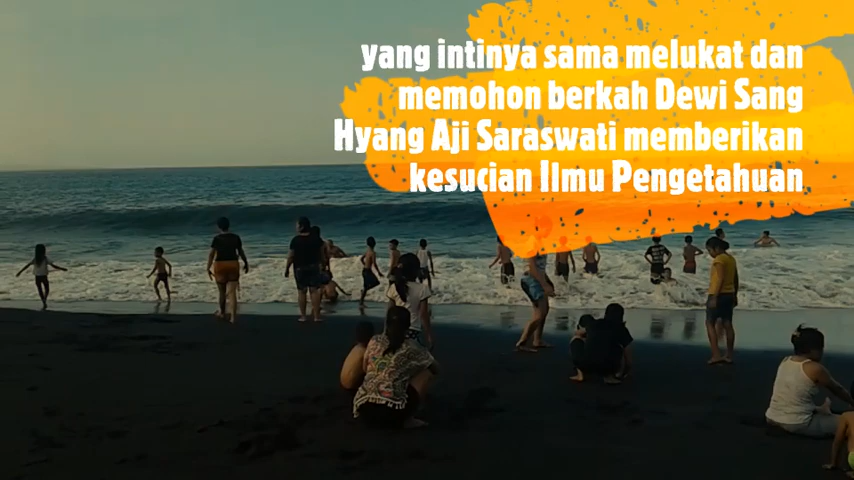 yang intinya sama melukat dan
memohon berkah Dewi Sang
Hyang Aji Saraswati memberikan
kesucian Ilmu Pengetahuan